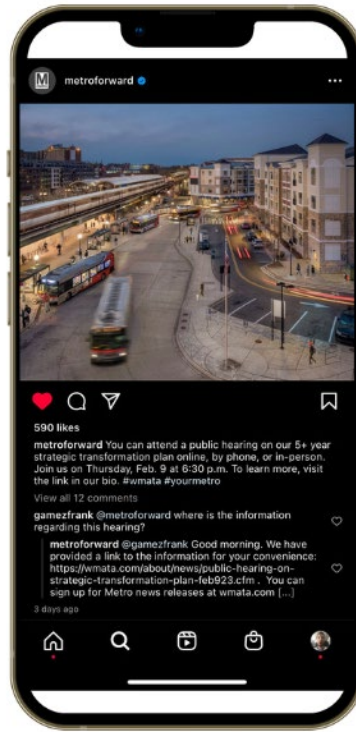 M metroforward
590 likes
metroforward You can attend a public hearing on our 5+ year
strategic transformation plan online, by phone, or in-person.
Join us on Thursday, Feb. 9 at 6:30 p.m. To learn more, visit
the link in our bio. #wmata #yourmetro
View all 12 comments
gamezfrank @metroforward where is the information
regarding this hearing?
metroforward @gamezfrank Good morning. We have
provided a link to the information for your convenience:
https://wmata.com/about/news/public-hearing-on-
strategic-transformation-plan-feb923.cfm . You can
sign up for Metro news releases at wmata.com [...]
3 days ago